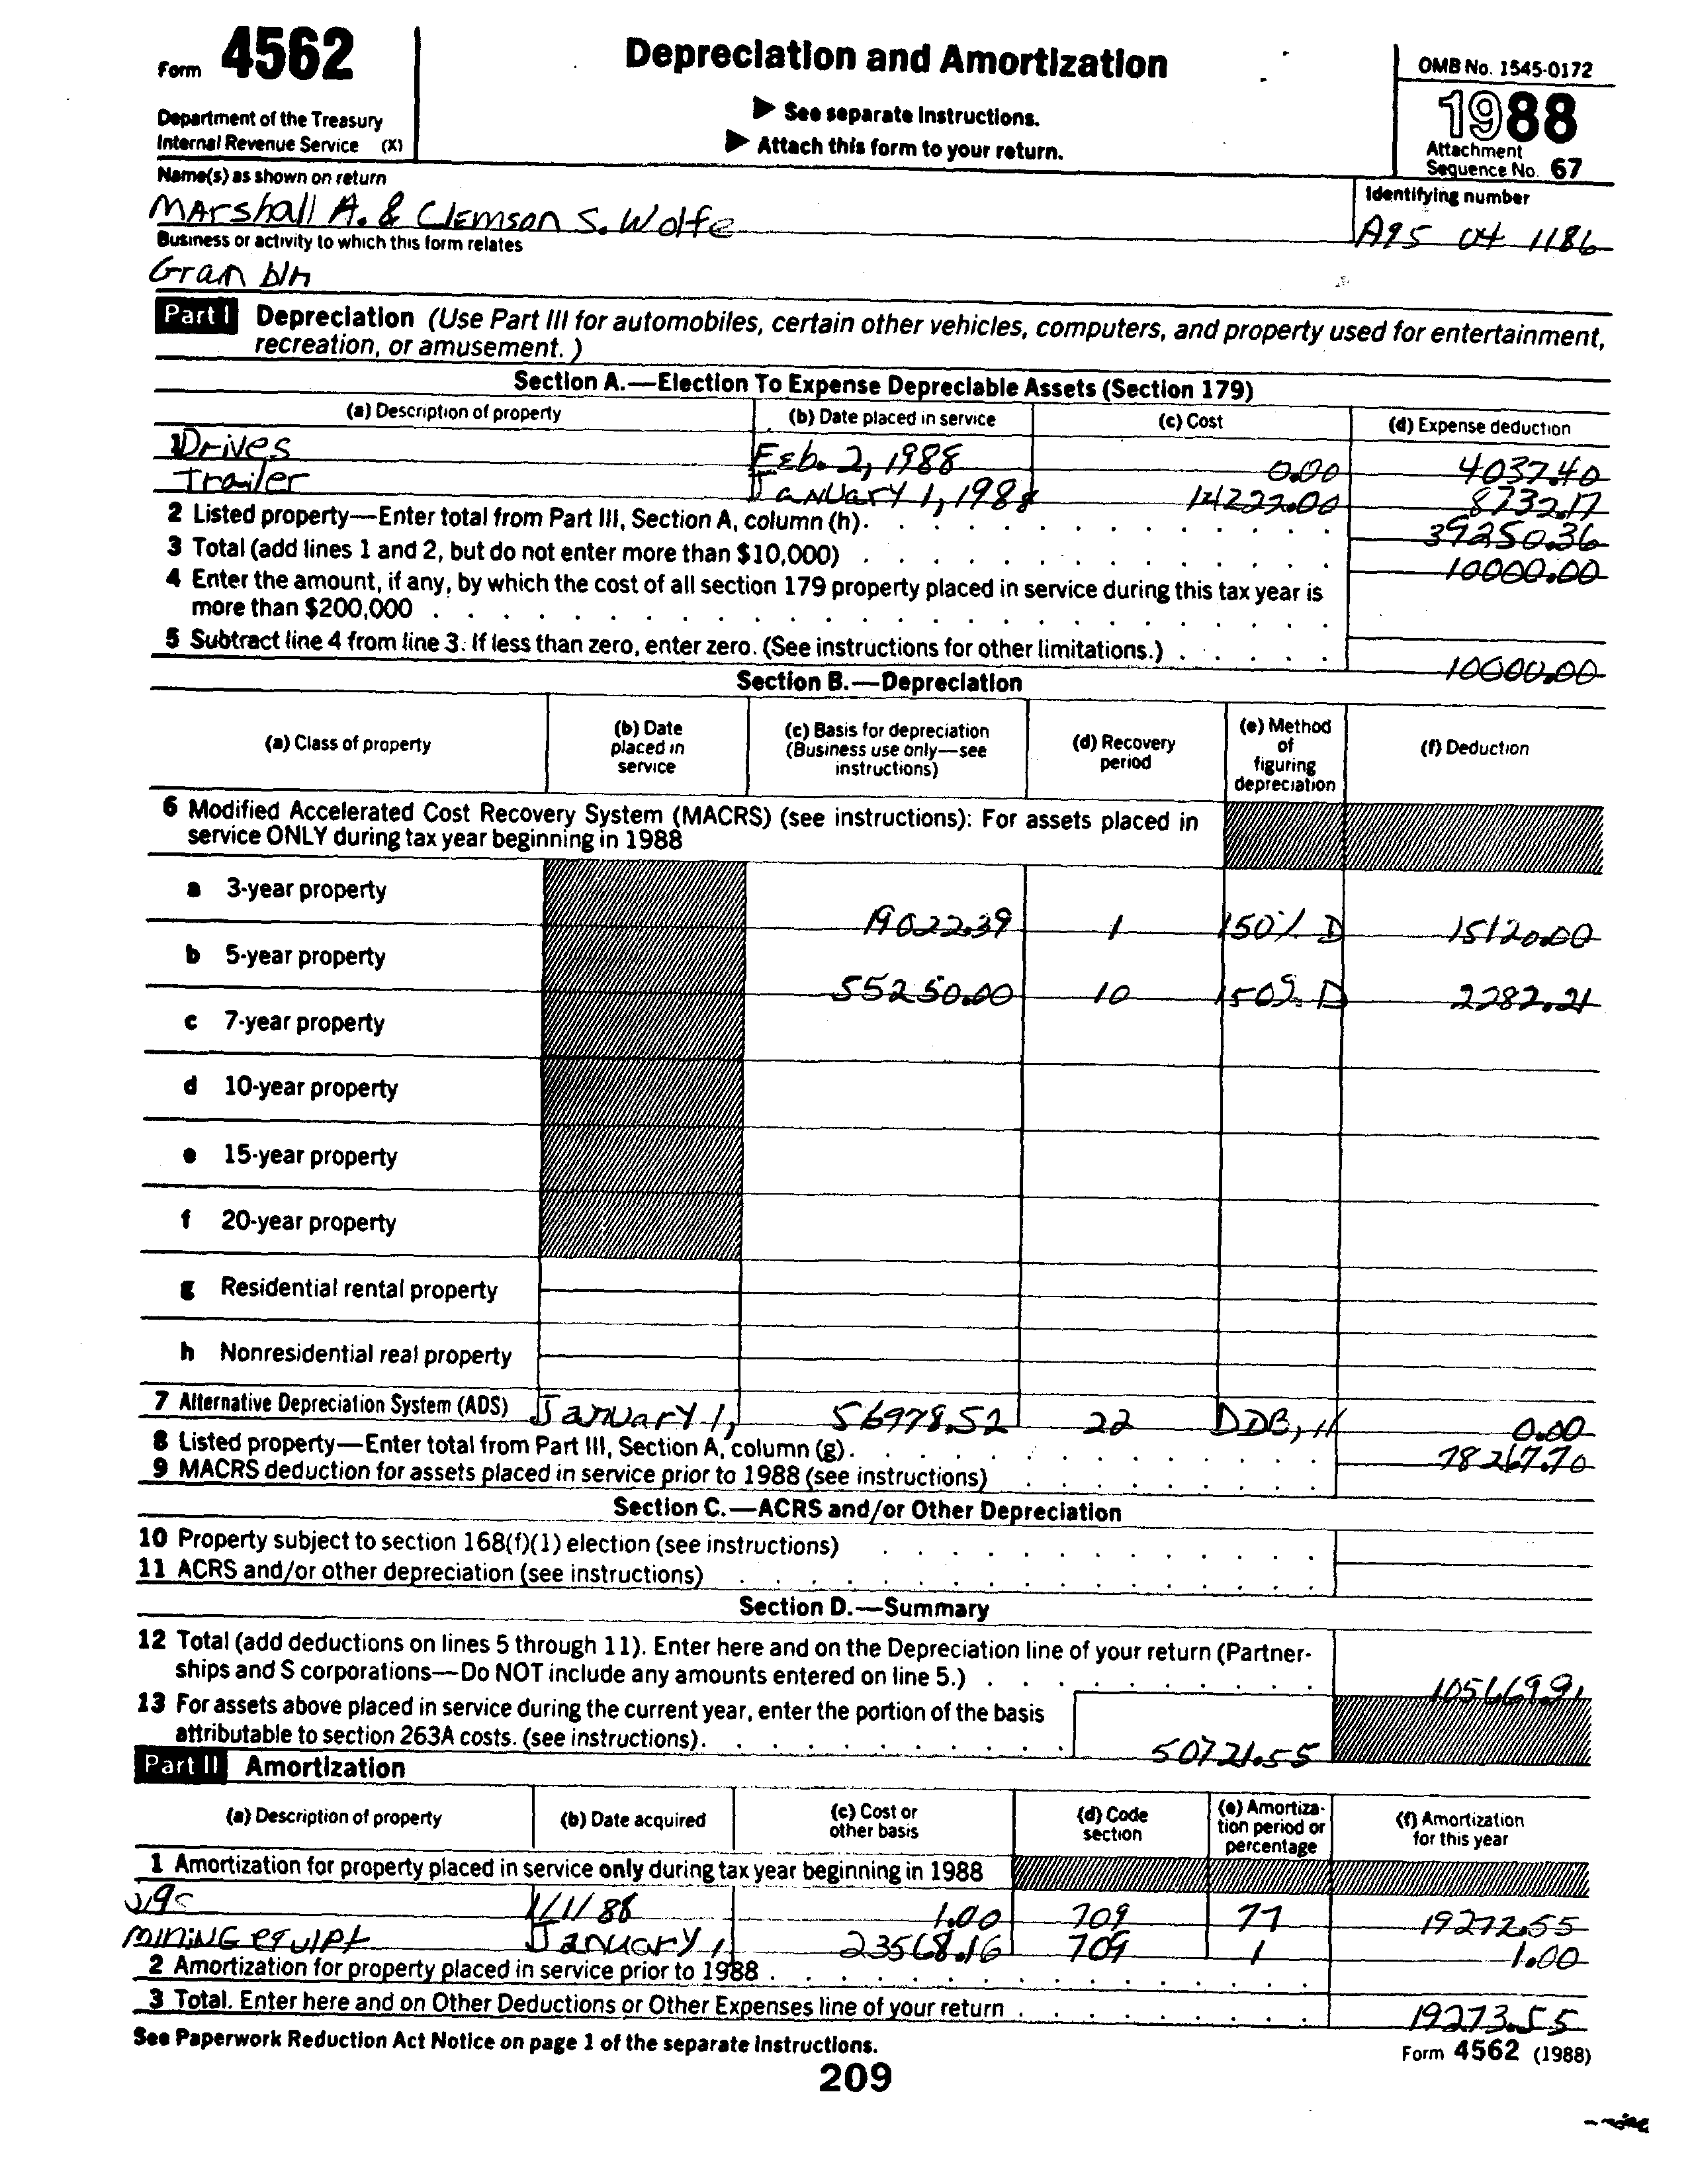 Form 4562
Depreciation and Amortization
OMB No. 1545-0172
1988
Department of the Treasury
Internal Revenue Service (X)
▶ See separate instructions.
▶ Attach this form to your return.
Attachment
Sequence No. 67
Name(s) as shown on return
Marshall A. & Clemson S. Wolfe
Identifying number
A95 04 1186
Business or activity to which this form relates
Gran
Part I Depreciation (Use Part III for automobiles, certain other vehicles, computers, and property used for entertainment,
recreation, or amusement.)
Section A.—Election To Expense Depreciable Assets (Section 179)
(a) Description of property (b) Date placed in service (c) Cost (d) Expense deduction
1 Drives Feb. 2, 1988 0.00 4037.40
Trailer January 1, 1988 14222.00 8732.17
2 Listed property—Enter total from Part III, Section A, column (h). 39250.36
3 Total (add lines 1 and 2, but do not enter more than $10,000) 10000.00
4 Enter the amount, if any, by which the cost of all section 179 property placed in service during this tax year is
more than $200,000
5 Subtract line 4 from line 3. If less than zero, enter zero. (See instructions for other limitations.) 10000.00
Section B.—Depreciation
(a) Class of property (b) Date placed in service (c) Basis for depreciation (Business use only—see instructions) (d) Recovery period (e) Method of figuring depreciation (f) Deduction
6 Modified Accelerated Cost Recovery System (MACRS) (see instructions): For assets placed in
service ONLY during tax year beginning in 1988
a 3-year property 19022.39 1 150% D 15120.00
b 5-year property 55250.00 10 150% D 2282.21
c 7-year property
d 10-year property
e 15-year property
f 20-year property
g Residential rental property
h Nonresidential real property
7 Alternative Depreciation System (ADS) January 1, 56978.52 22 DDB, 0.00
8 Listed property—Enter total from Part III, Section A, column (g). 78267.70
9 MACRS deduction for assets placed in service prior to 1988 (see instructions)
Section C.—ACRS and/or Other Depreciation
10 Property subject to section 168(f)(1) election (see instructions)
11 ACRS and/or other depreciation (see instructions)
Section D.—Summary
12 Total (add deductions on lines 5 through 11). Enter here and on the Depreciation line of your return (Partner-
ships and S corporations—Do NOT include any amounts entered on line 5.) 105669.91
13 For assets above placed in service during the current year, enter the portion of the basis
attributable to section 263A costs. (see instructions). 50721.55
Part II Amortization
(a) Description of property (b) Date acquired (c) Cost or other basis (d) Code section (e) Amortiza-tion period or percentage (f) Amortization for this year
1 Amortization for property placed in service only during tax year beginning in 1988
1/1/88 1.00 709 77 19272.55
mining equipt January 1 23568.16 709 1 1.00
2 Amortization for property placed in service prior to 1988
3 Total. Enter here and on Other Deductions or Other Expenses line of your return 19273.55
See Paperwork Reduction Act Notice on page 1 of the separate instructions.
Form 4562 (1988)
209